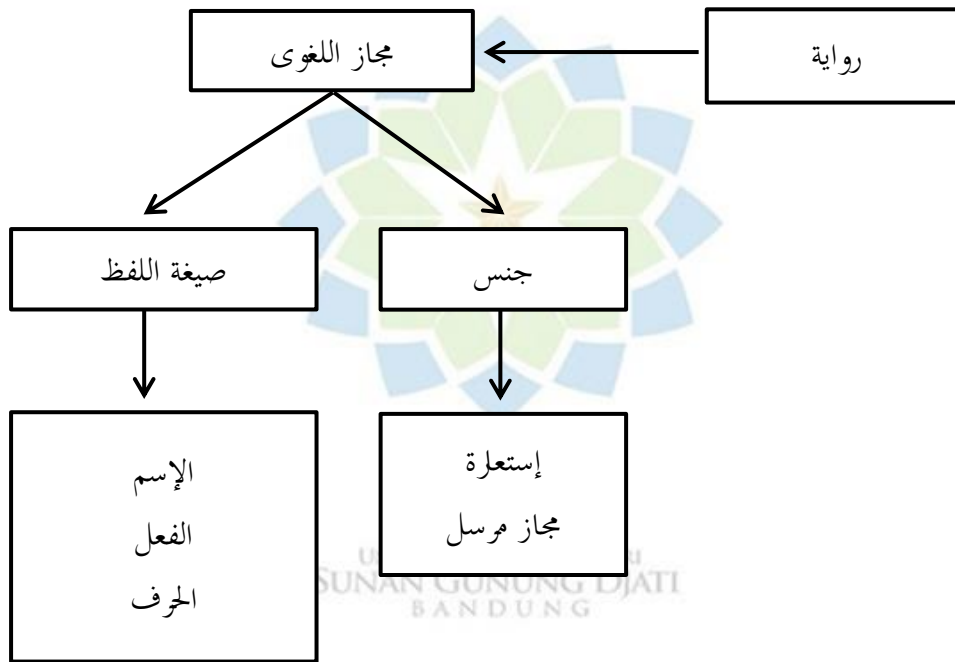 رواية
مجاز اللغوى
جنس
صيغة اللفظ
إستعارة
مجاز مرسل
الإسم
الفعل
الحرف
SUNAN GUNUNG DJATI
BANDUNG